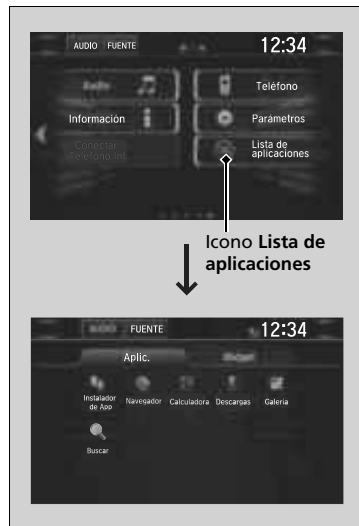 AUDIO FUENTE 12:34
Radio Teléfono
Información Parámetros
Conectar
Teléfono Int.
Lista de
aplicaciones
Icono Lista de
aplicaciones
AUDIO FUENTE 12:34
Aplic. Widget
Instalador
de App
Navegador Calculadora Descargas Galería
Buscar